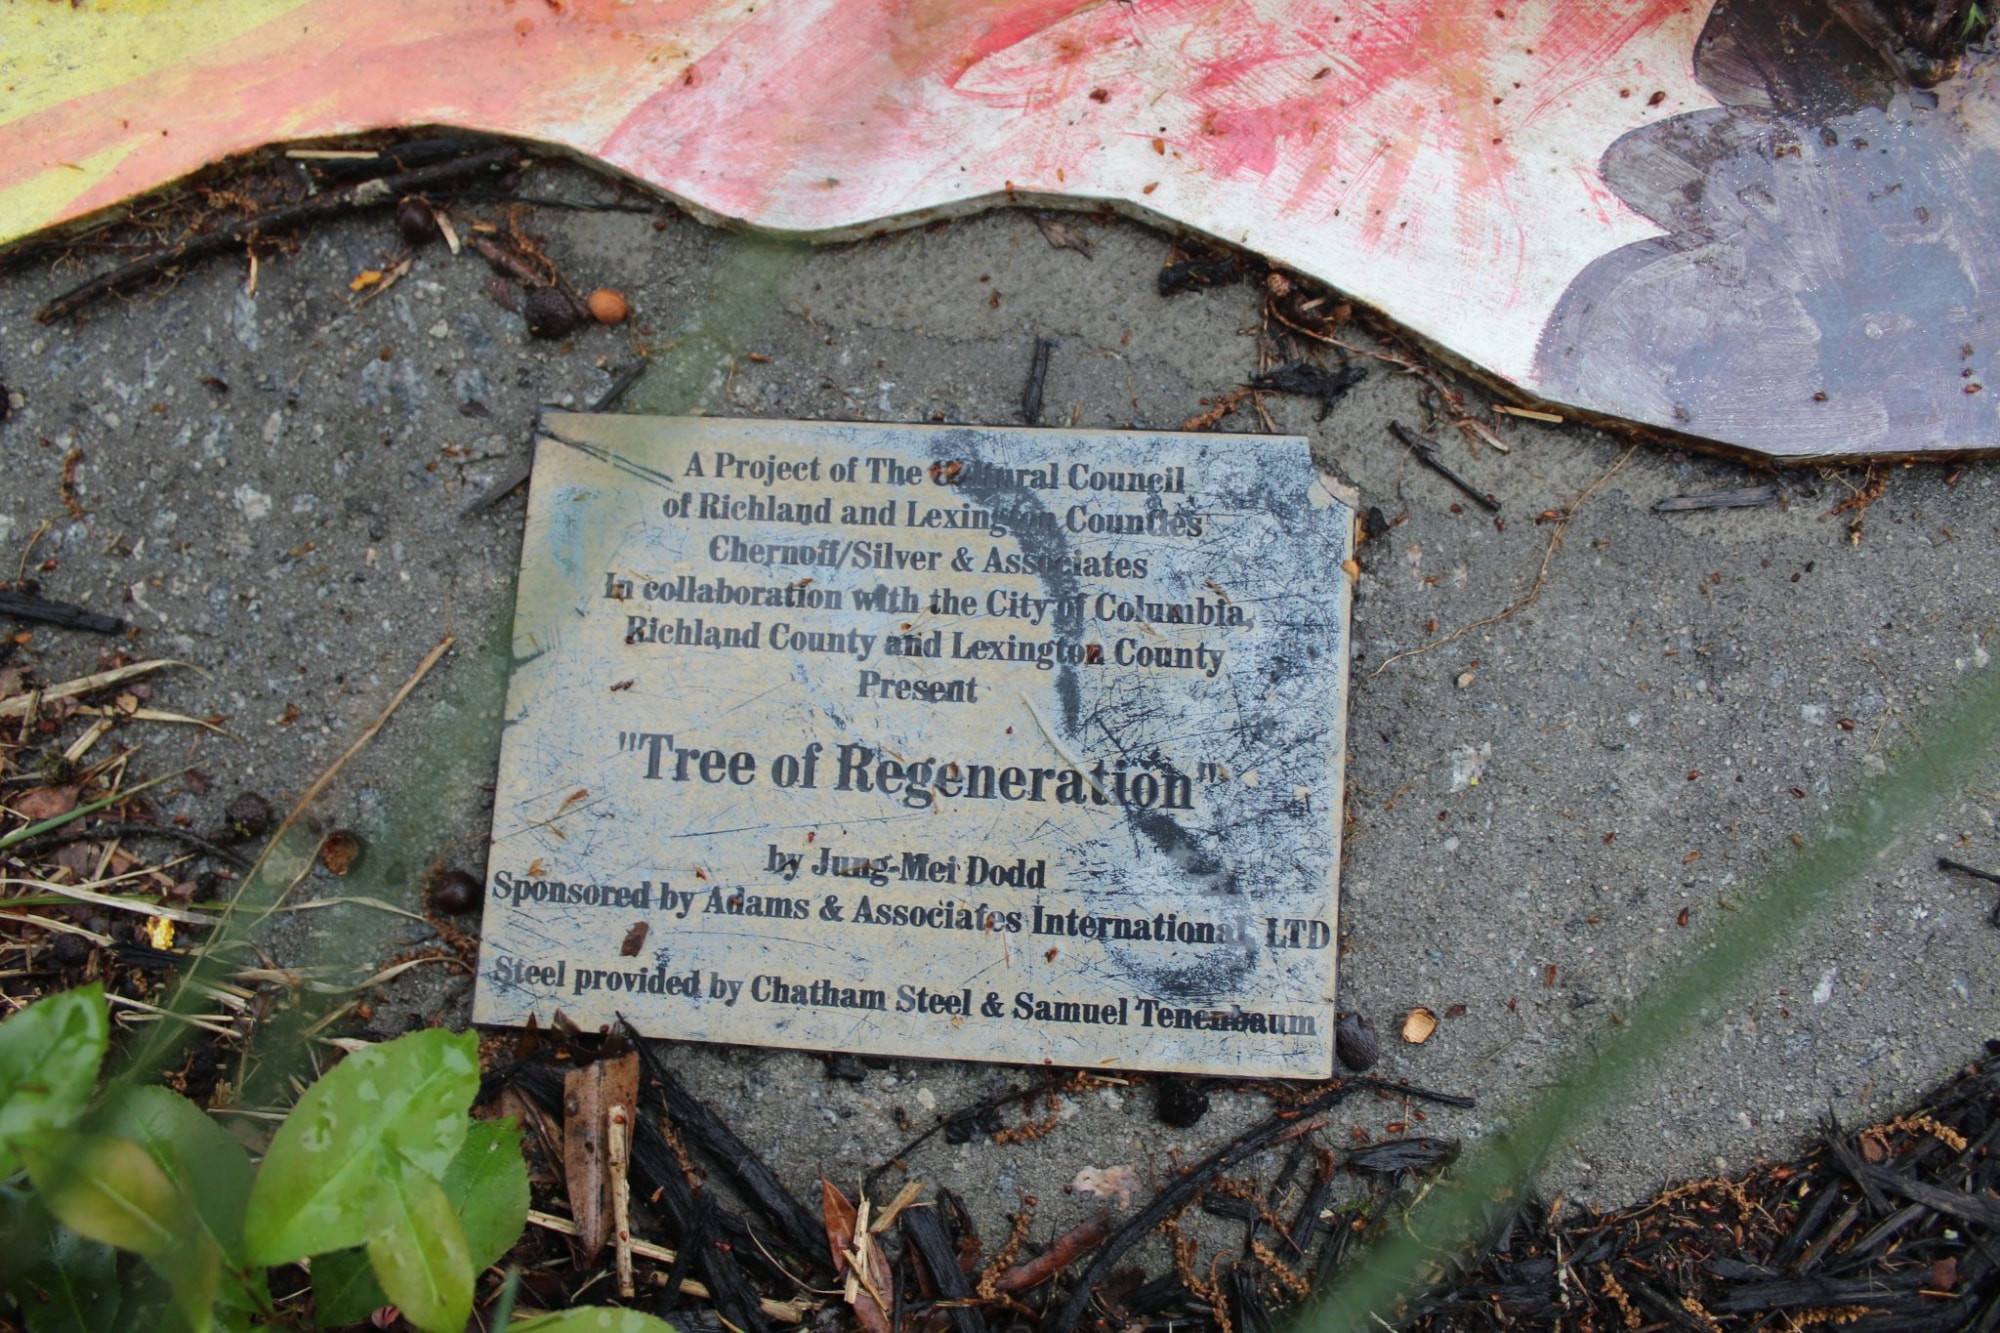 A Project of The Cultural Council
of Richland and Lexington Counties
Chernoff/Silver & Associates
In collaboration with the City of Columbia,
Richland County and Lexington County
Present
"Tree of Regeneration"
by Jung-Mei Dodd
Sponsored by Adams & Associates International, LTD
Steel provided by Chatham Steel & Samuel Tenenbaum